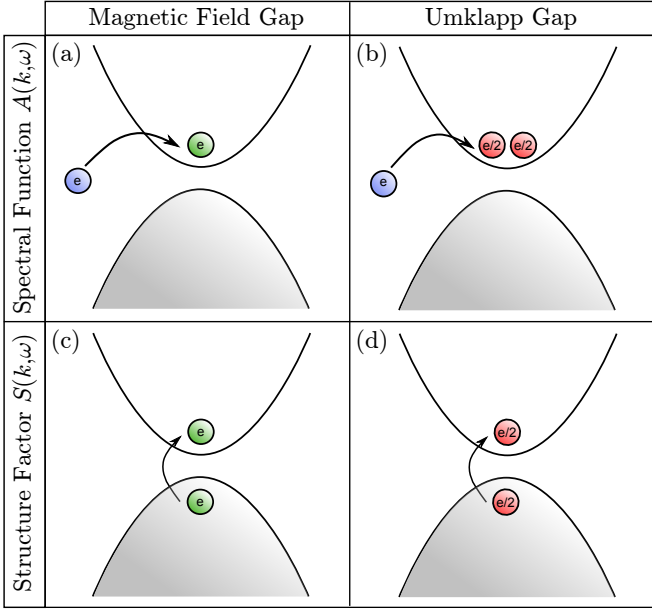 Magnetic Field Gap
Umklapp Gap
Spectral Function A(k,ω)
(a)
e
e
(b)
e/2 e/2
e
Structure Factor S(k,ω)
(c)
e
e
(d)
e/2
e/2